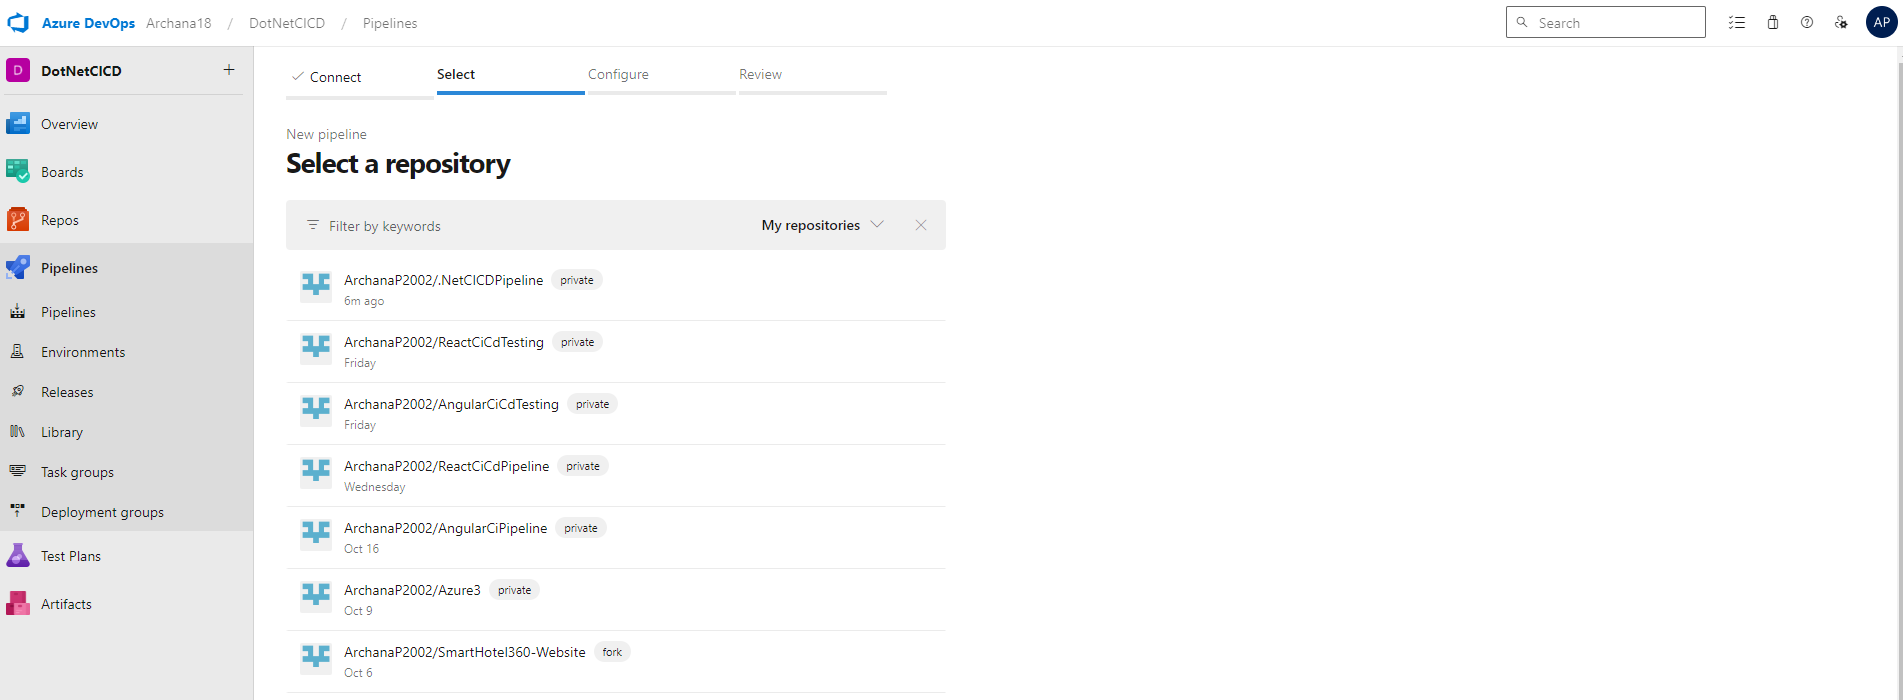 Azure DevOps Archana18 / DotNetCICD / Pipelines
Search
AP
D DotNetCICD +
Overview
Boards
Repos
Pipelines
Pipelines
Environments
Releases
Library
Task groups
Deployment groups
Test Plans
Artifacts
Connect
Select
Configure
Review
New pipeline
Select a repository
Filter by keywords
My repositories
ArchanaP2002/.NetCICDPipeline private
6m ago
ArchanaP2002/ReactCiCdTesting private
Friday
ArchanaP2002/AngularCiCdTesting private
Friday
ArchanaP2002/ReactCiCdPipeline private
Wednesday
ArchanaP2002/AngularCiPipeline private
Oct 16
ArchanaP2002/Azure3 private
Oct 9
ArchanaP2002/SmartHotel360-Website fork
Oct 6